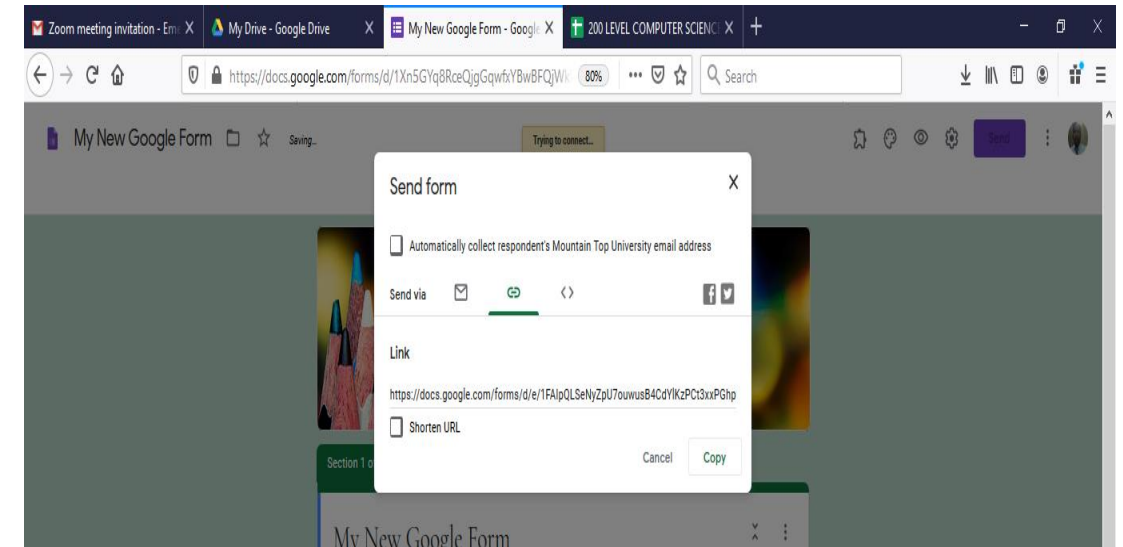 Zoom meeting invitation - Em
My Drive - Google Drive
My New Google Form - Google
200 LEVEL COMPUTER SCIENC
https://docs.google.com/forms/d/1Xn5GYq8RceQjgGqwfxYBwBFQjWk
80%
Search
My New Google Form
Saving...
Trying to connect...
Send
Send form
Automatically collect respondent's Mountain Top University email address
Send via
Link
https://docs.google.com/forms/d/e/1FAIpQLSeNyZpU7ouwusB4CdYlKzPCt3xxPGhp
Shorten URL
Cancel Copy
Section 1 o
My New Google Form